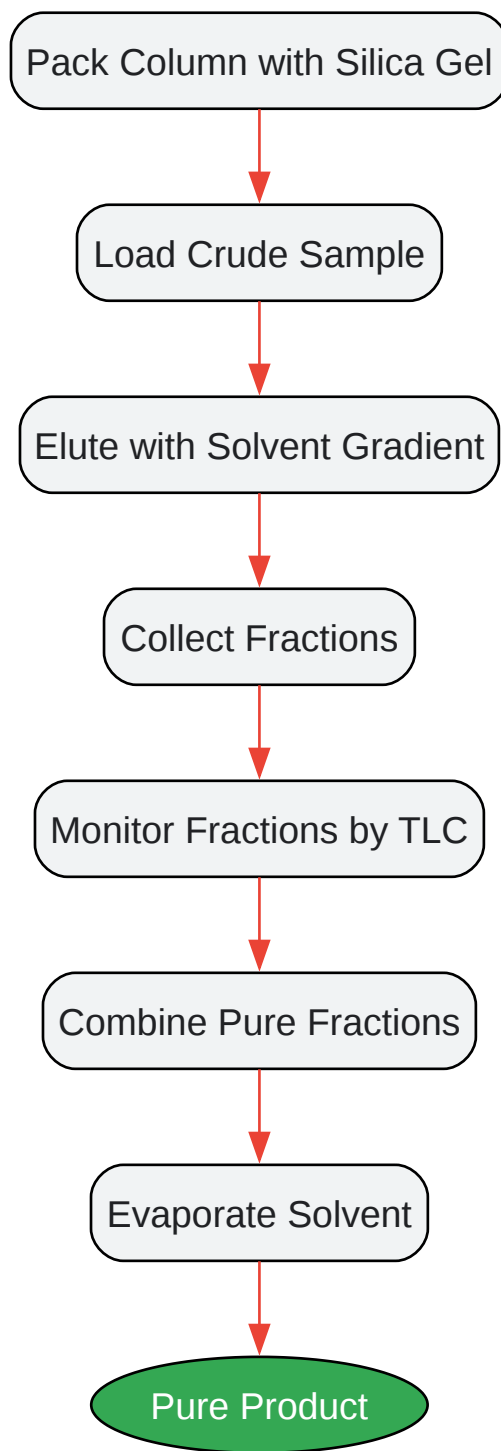 Pack Column with Silica Gel
Load Crude Sample
Elute with Solvent Gradient
Collect Fractions
Monitor Fractions by TLC
Combine Pure Fractions
Evaporate Solvent
Pure Product